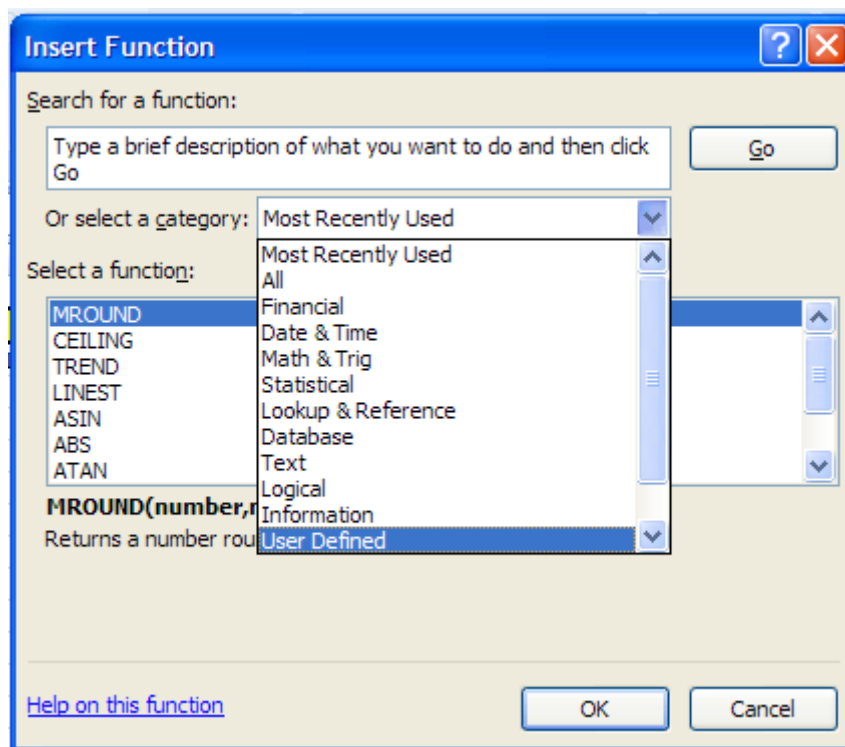 Insert Function
Search for a function:
Type a brief description of what you want to do and then click
Go
Go
Or select a category: Most Recently Used
Most Recently Used
All
Financial
Date & Time
Math & Trig
Statistical
Lookup & Reference
Database
Text
Logical
Information
User Defined
Select a function:
MROUND
CEILING
TREND
LINEST
ASIN
ABS
ATAN
MROUND(number,
Returns a number rou
Help on this function
OK
Cancel